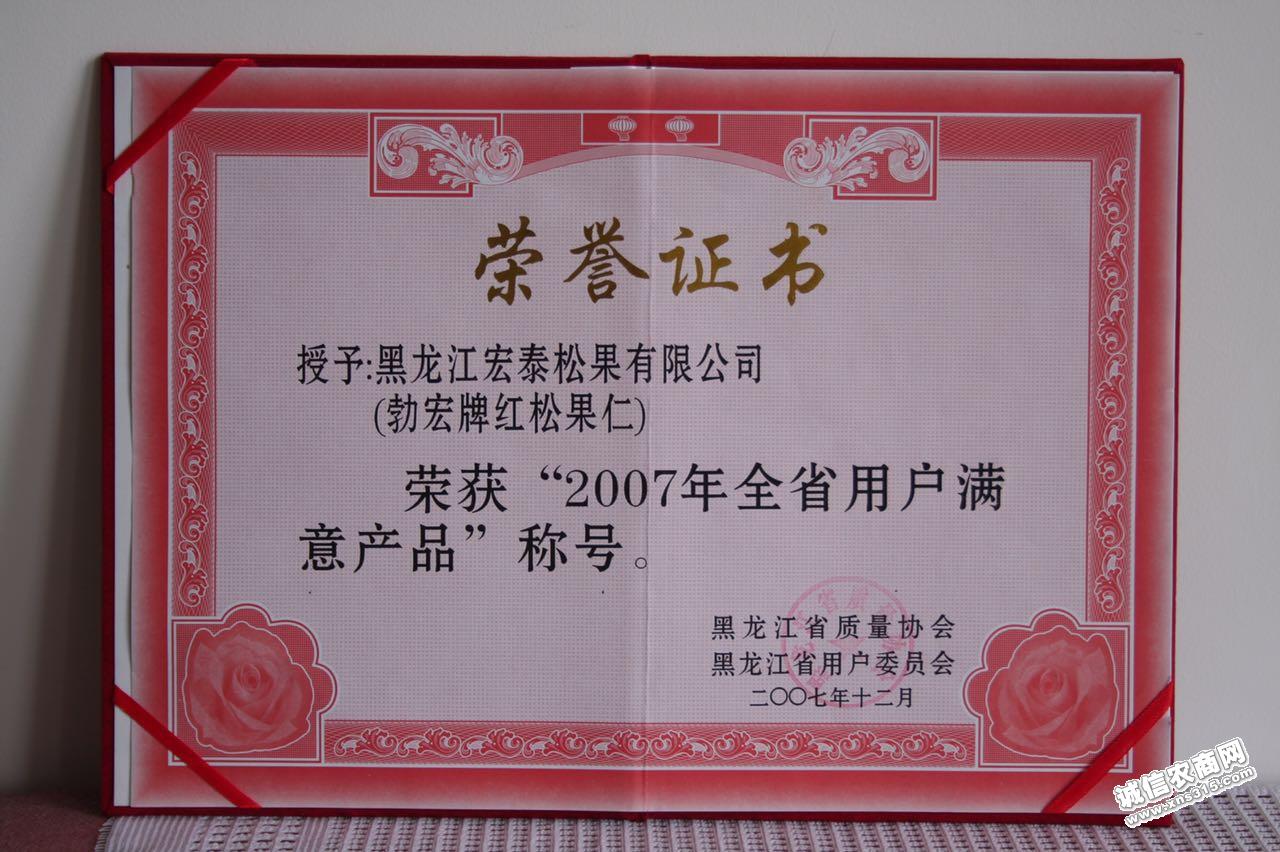 荣誉证书
授予:黑龙江宏泰松果有限公司
(勃宏牌红松果仁)
荣获“2007年全省用户满
意产品”称号。
黑龙江省质量协会
黑龙江省用户委员会
二〇〇七年十二月
诚信农商网
www.xns315.com